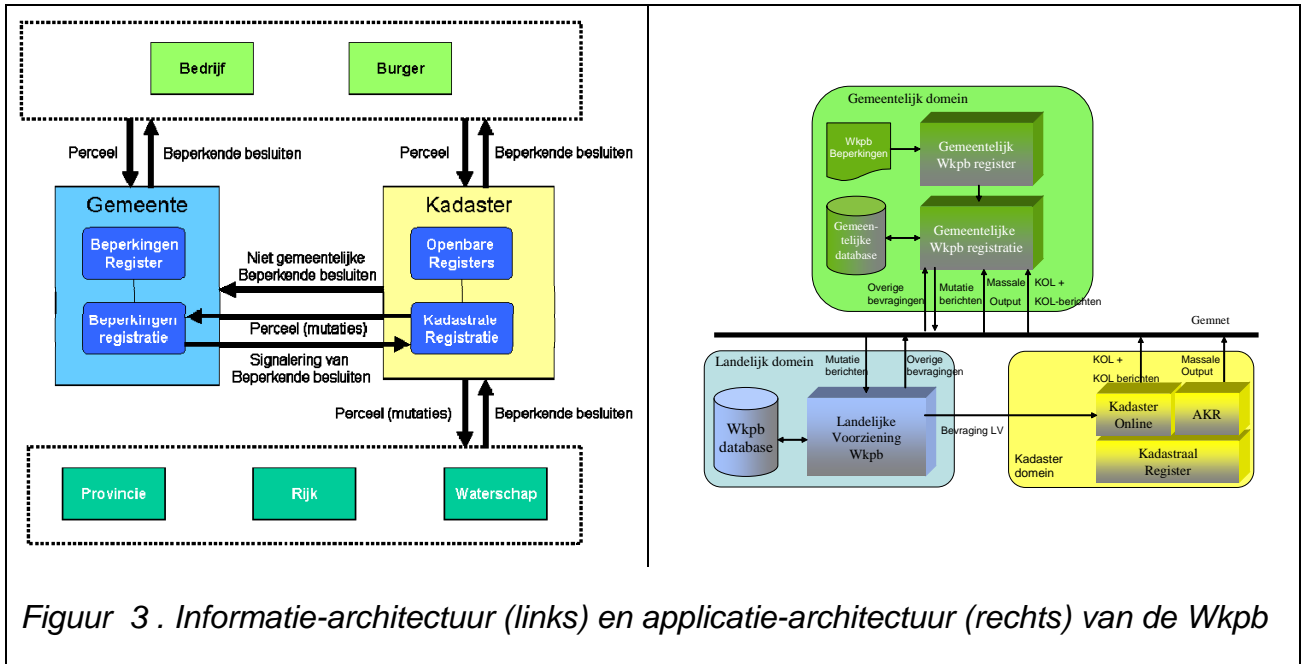 Bedrijf
Burger
Perceel
Beperkende besluiten
Perceel
Beperkende besluiten
Gemeente
Kadaster
Beperkingen
Register
Openbare
Registers
Niet gemeentelijke
Beperkende besluiten
Beperkingen
registratie
Kadastrale
Registratie
Perceel (mutaties)
Signalering van
Beperkende besluiten
Perceel (mutaties)
Beperkende besluiten
Provincie
Rijk
Waterschap
Gemeentelijk domein
Wkpb
Beperkingen
Gemeentelijk
Wkpb register
Gemeen-
telijke
database
Gemeentelijke
Wkpb registratie
Overige
bevragingen
Mutatie
berichten
Massale
Output
KOL +
KOL-berichten
Gemnet
Landelijk domein
Mutatie
berichten
Overige
bevragingen
KOL +
KOL berichten
Massale
Output
Wkpb
database
Landelijke
Voorziening
Wkpb
Bevraging LV
Kadaster
Online
AKR
Kadaster
domein
Kadastraal
Register
Figuur 3 . Informatie-architectuur (links) en applicatie-architectuur (rechts) van de Wkpb